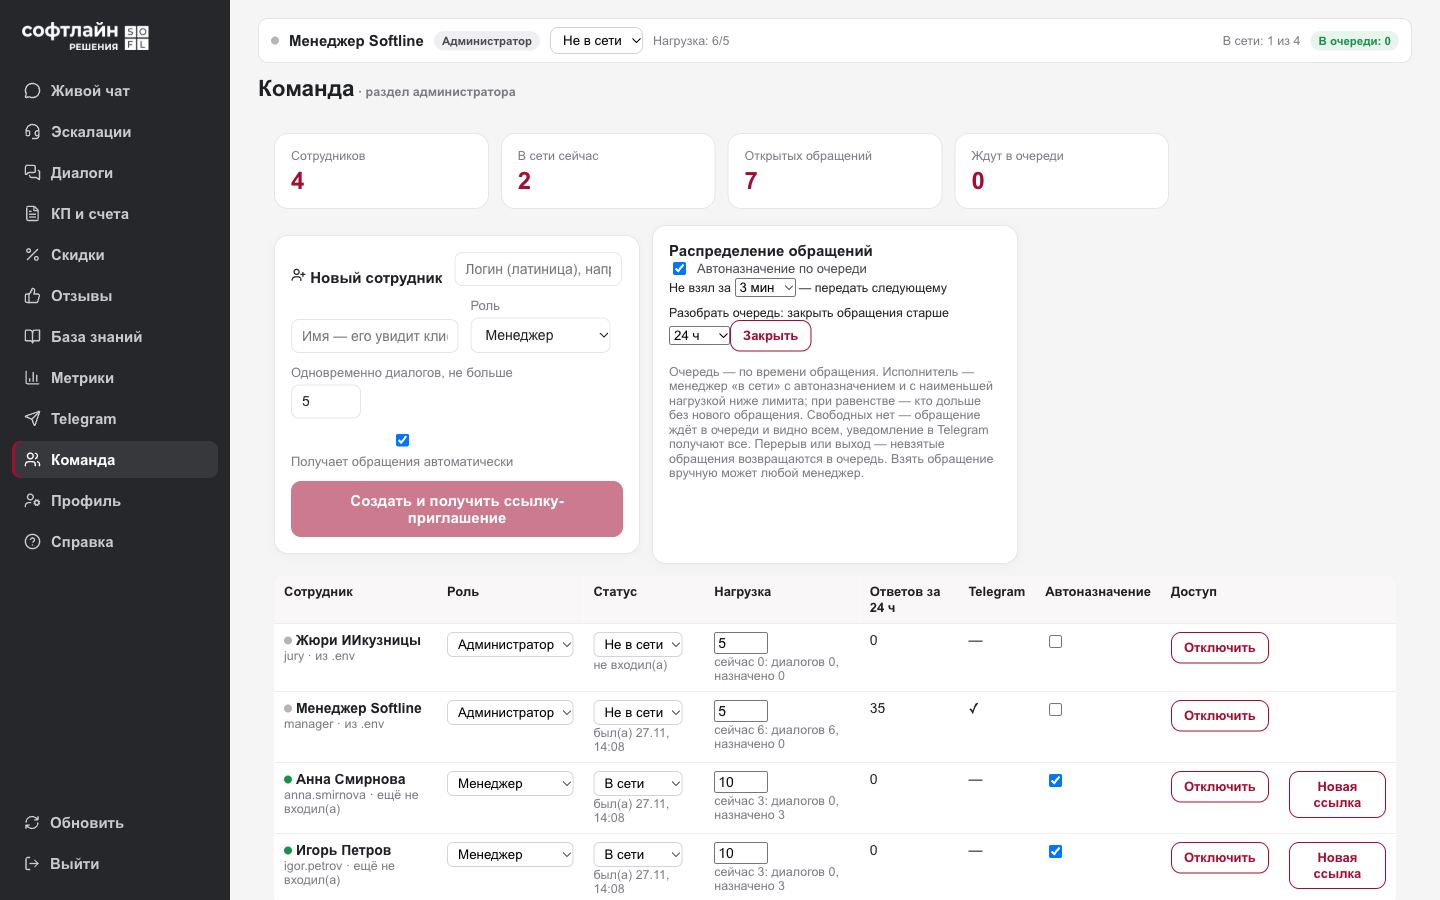 софтлайн
РЕШЕНИЯ
SO
FL
Менеджер Softline Администратор Не в сети Нагрузка: 6/5 В сети: 1 из 4 В очереди: 0
Команда · раздел администратора
Живой чат
Эскалации
Диалоги
КП и счета
Скидки
Отзывы
База знаний
Метрики
Telegram
Команда
Профиль
Справка
Обновить
Выйти
Сотрудников
4
В сети сейчас
2
Открытых обращений
7
Ждут в очереди
0
Новый сотрудник
Логин (латиница), напр
Роль
Имя — его увидит кли
Менеджер
Одновременно диалогов, не больше
5
Получает обращения автоматически
Создать и получить ссылку-
приглашение
Распределение обращений
Автоназначение по очереди
Не взял за 3 мин — передать следующему
Разобрать очередь: закрыть обращения старше
24 ч Закрыть
Очередь — по времени обращения. Исполнитель —
менеджер «в сети» с автоназначением и с наименьшей
нагрузкой ниже лимита; при равенстве — кто дольше
без нового обращения. Свободных нет — обращение
ждёт в очереди и видно всем, уведомление в Telegram
получают все. Перерыв или выход — невзятые
обращения возвращаются в очередь. Взять обращение
вручную может любой менеджер.
Сотрудник Роль Статус Нагрузка Ответов за 24 ч Telegram Автоназначение Доступ
Жюри ИИкузницы Администратор Не в сети 5 0 — Отключить
jury · из .env не входил(а) сейчас 0: диалогов 0,
назначено 0
Менеджер Softline Администратор Не в сети 5 35 ✓ Отключить
manager · из .env был(а) 27.11, сейчас 6: диалогов 6,
14:08 назначено 0
Анна Смирнова Менеджер В сети 10 0 — Отключить Новая ссылка
anna.smirnova · ещё не был(а) 27.11, сейчас 3: диалогов 0,
входил(а) 14:08 назначено 3
Игорь Петров Менеджер В сети 10 0 — Отключить Новая ссылка
igor.petrov · ещё не был(а) 27.11, сейчас 3: диалогов 0,
входил(а) 14:08 назначено 3